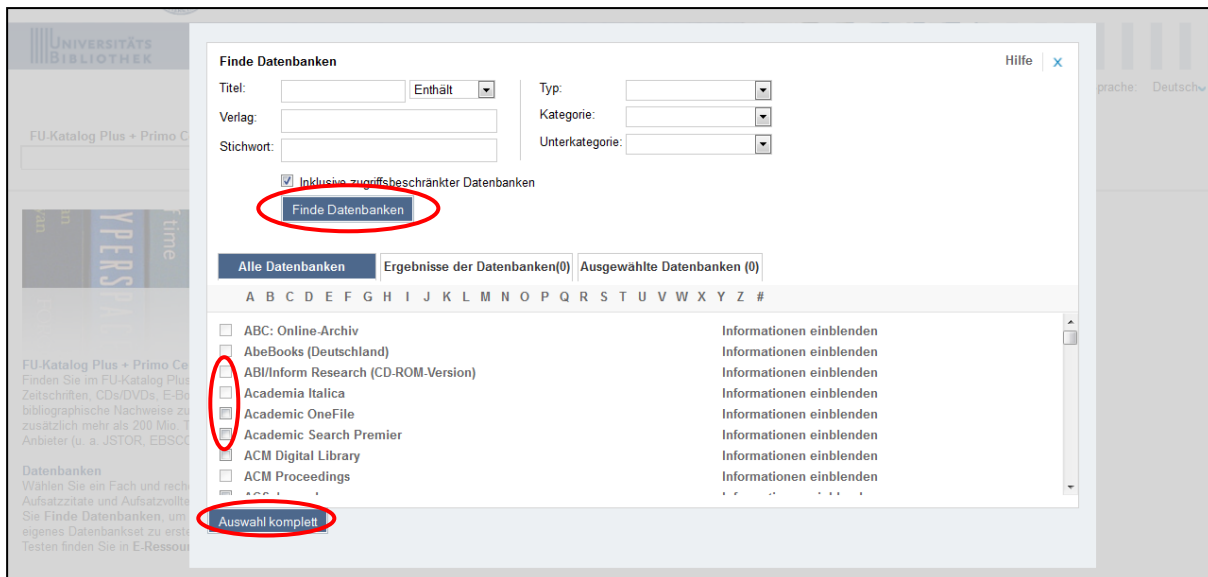 UNIVERSITÄTS
BIBLIOTHEK
prache: Deutsch
FU-Katalog Plus + Primo C
Finde Datenbanken
Hilfe x
Titel: Enthält
Verlag:
Stichwort:
Typ:
Kategorie:
Unterkategorie:
Inklusive zugriffsbeschränkter Datenbanken
Finde Datenbanken
Alle Datenbanken Ergebnisse der Datenbanken(0) Ausgewählte Datenbanken (0)
A B C D E F G H I J K L M N O P Q R S T U V W X Y Z #
ABC: Online-Archiv Informationen einblenden
AbeBooks (Deutschland) Informationen einblenden
ABI/Inform Research (CD-ROM-Version) Informationen einblenden
Academia Italica Informationen einblenden
Academic OneFile Informationen einblenden
Academic Search Premier Informationen einblenden
ACM Digital Library Informationen einblenden
ACM Proceedings Informationen einblenden
Auswahl komplett
f time
YPERSPA
FU-Katalog Plus + Primo Ce
Finden Sie im FU-Katalog Plus
Zeitschriften, CDs/DVDs, E-Bo
bibliographische Nachweise zu
zusätzlich mehr als 200 Mio. T
Anbieter (u. a. JSTOR, EBSCO
Datenbanken
Wählen Sie ein Fach und rech
Aufsatzzitate und Aufsatzvollte
Sie Finde Datenbanken, um
eigenes Datenbankset zu erste
Testen finden Sie in E-Ressour